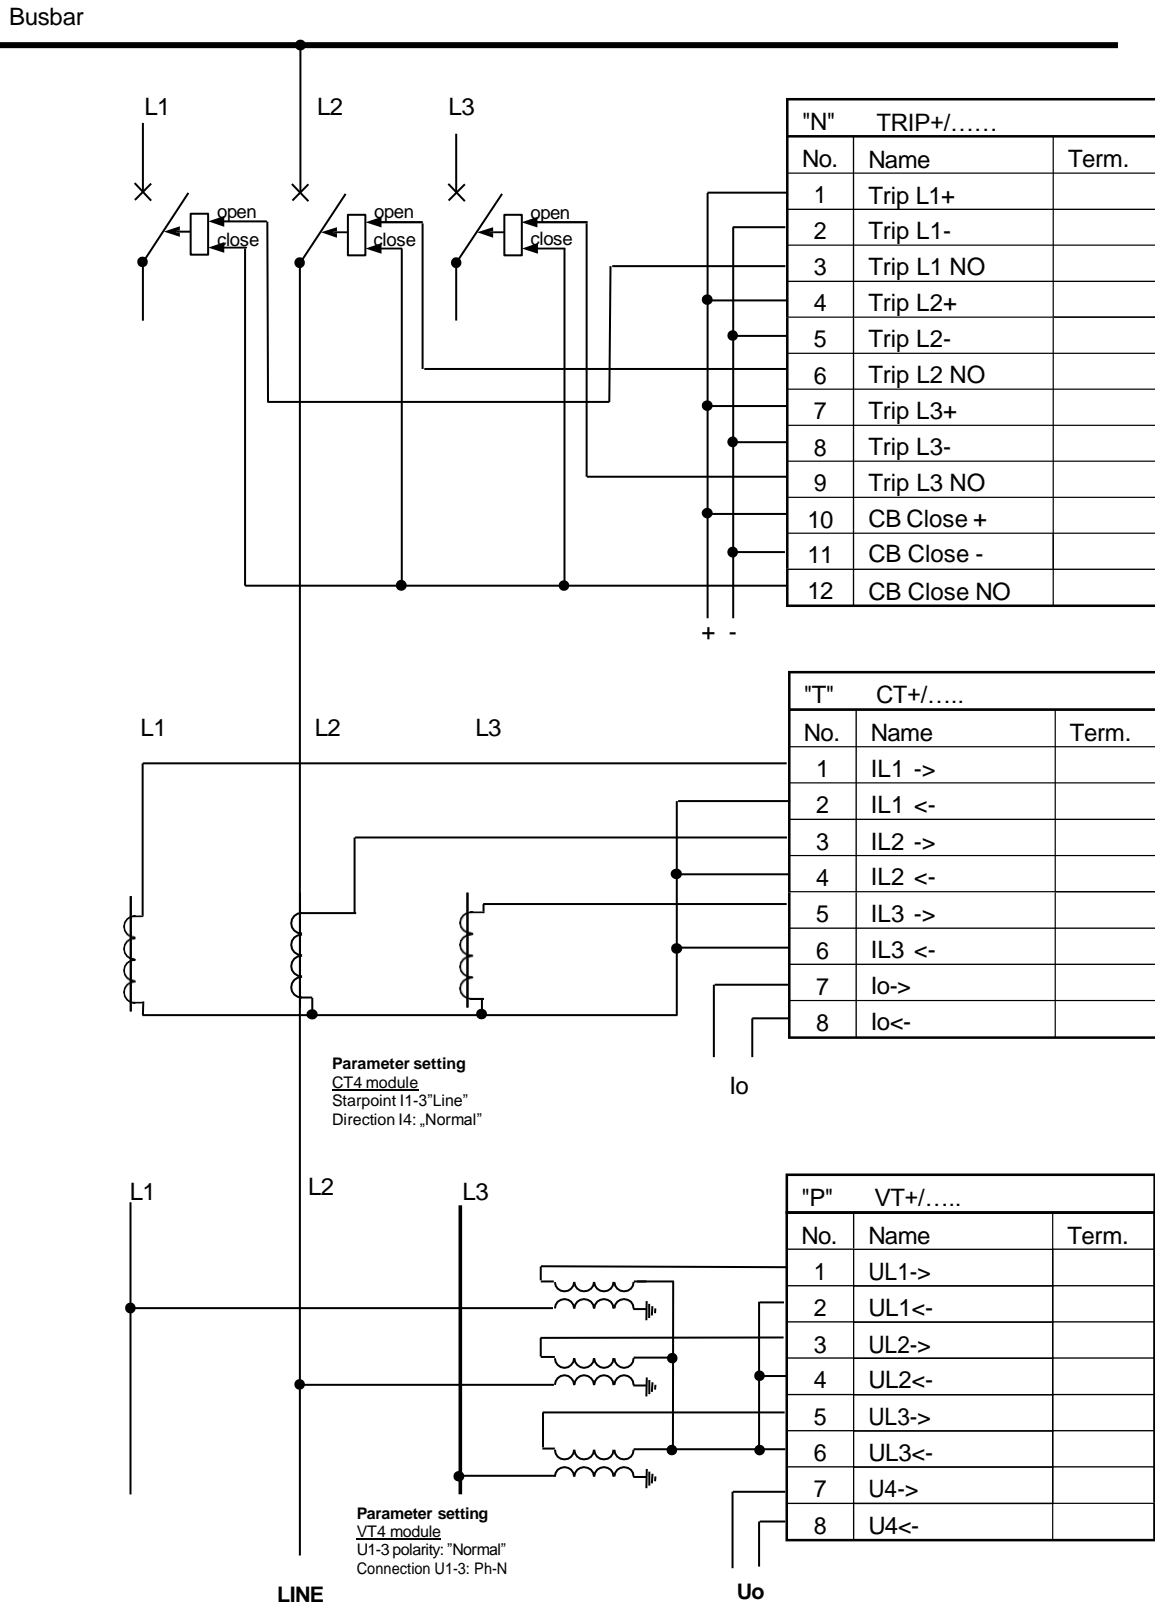 Busbar
L1 L2 L3
open close open close open close
"N" TRIP+/......
No. Name Term.
1 Trip L1+
2 Trip L1-
3 Trip L1 NO
4 Trip L2+
5 Trip L2-
6 Trip L2 NO
7 Trip L3+
8 Trip L3-
9 Trip L3 NO
10 CB Close +
11 CB Close -
12 CB Close NO
+ -
L1 L2 L3
"T" CT+/.....
No. Name Term.
1 IL1 ->
2 IL1 <-
3 IL2 ->
4 IL2 <-
5 IL3 ->
6 IL3 <-
7 Io->
8 Io<-
Io
Parameter setting
CT4 module
Starpoint I1-3"Line"
Direction I4: „Normal"
L1 L2 L3
"P" VT+/.....
No. Name Term.
1 UL1->
2 UL1<-
3 UL2->
4 UL2<-
5 UL3->
6 UL3<-
7 U4->
8 U4<-
Parameter setting
VT4 module
U1-3 polarity: "Normal"
Connection U1-3: Ph-N
LINE
Uo